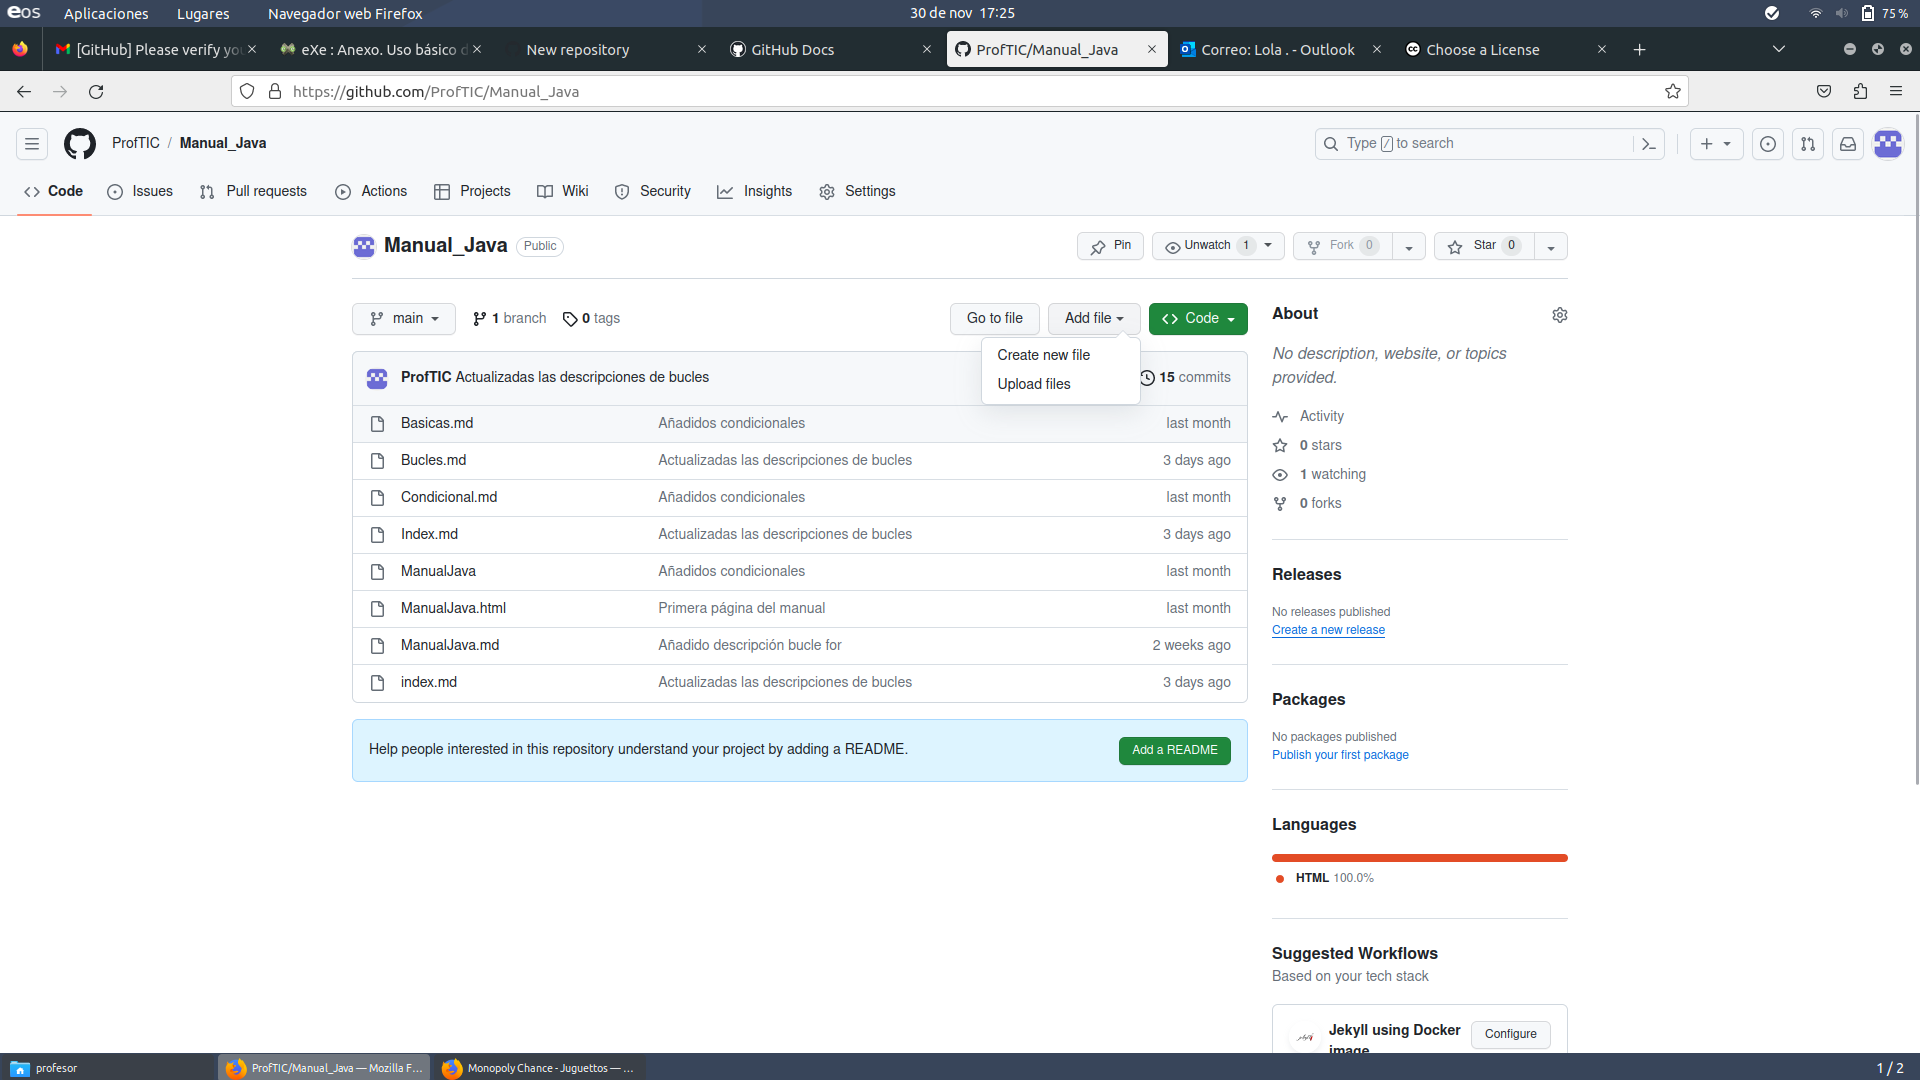 eos Aplicaciones Lugares Navegador web Firefox 30 de nov 17:25 75 %
[GitHub] Please verify yo eXe : Anexo. Uso básico d New repository GitHub Docs ProfTIC/Manual_Java Correo: Lola . - Outlook Choose a License
https://github.com/ProfTIC/Manual_Java
ProfTIC / Manual_Java Type / to search
Code Issues Pull requests Actions Projects Wiki Security Insights Settings
Manual_Java Public Pin Unwatch 1 Fork 0 Star 0
main 1 branch 0 tags Go to file Add file Code
Create new file
Upload files
ProfTIC Actualizadas las descripciones de bucles 15 commits
Basicas.md Añadidos condicionales last month
Bucles.md Actualizadas las descripciones de bucles 3 days ago
Condicional.md Añadidos condicionales last month
Index.md Actualizadas las descripciones de bucles 3 days ago
ManualJava Añadidos condicionales last month
ManualJava.html Primera página del manual last month
ManualJava.md Añadido descripción bucle for 2 weeks ago
index.md Actualizadas las descripciones de bucles 3 days ago
Help people interested in this repository understand your project by adding a README. Add a README
About
No description, website, or topics
provided.
Activity
0 stars
1 watching
0 forks
Releases
No releases published
Create a new release
Packages
No packages published
Publish your first package
Languages
HTML 100.0%
Suggested Workflows
Based on your tech stack
Jekyll using Docker
image
Configure
profesor ProfTIC/Manual_Java — Mozilla F... Monopoly Chance - Juguettos — ... 1 / 2